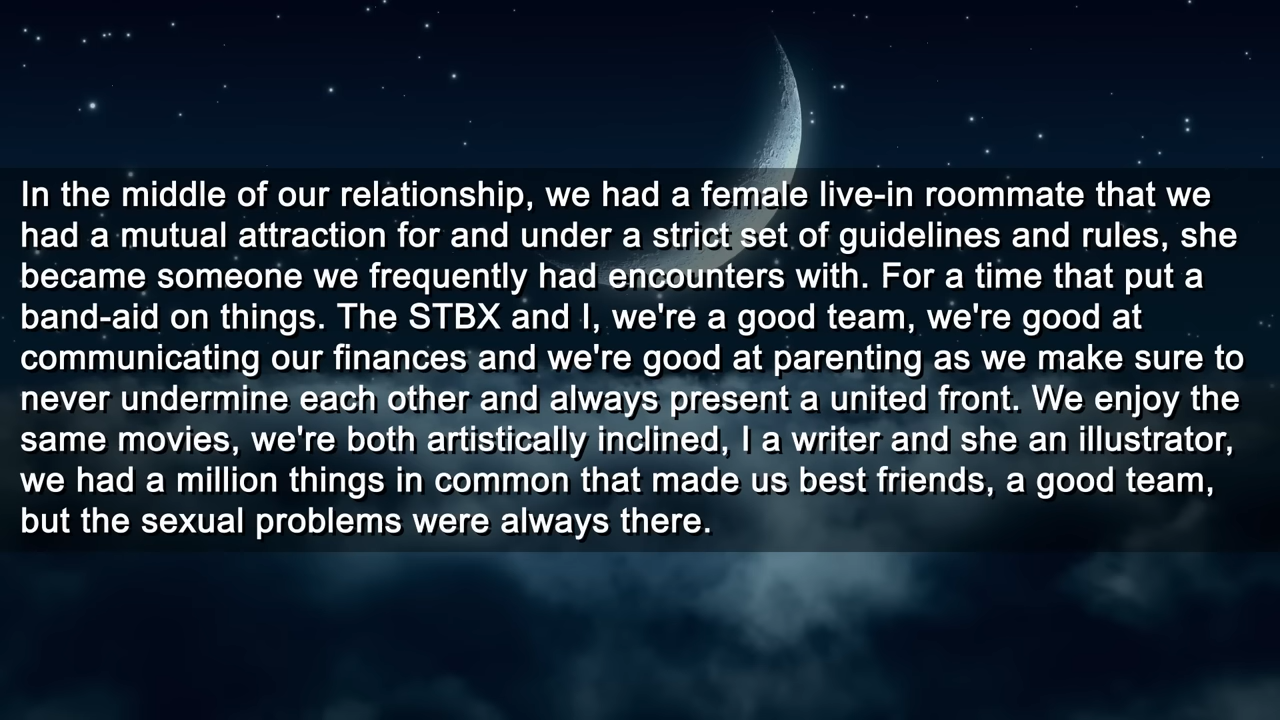 In the middle of our relationship, we had a female live-in roommate that we
had a mutual attraction for and under a strict set of guidelines and rules, she
became someone we frequently had encounters with. For a time that put a
band-aid on things. The STBX and I, we're a good team, we're good at
communicating our finances and we're good at parenting as we make sure to
never undermine each other and always present a united front. We enjoy the
same movies, we're both artistically inclined, I a writer and she an illustrator,
we had a million things in common that made us best friends, a good team,
but the sexual problems were always there.